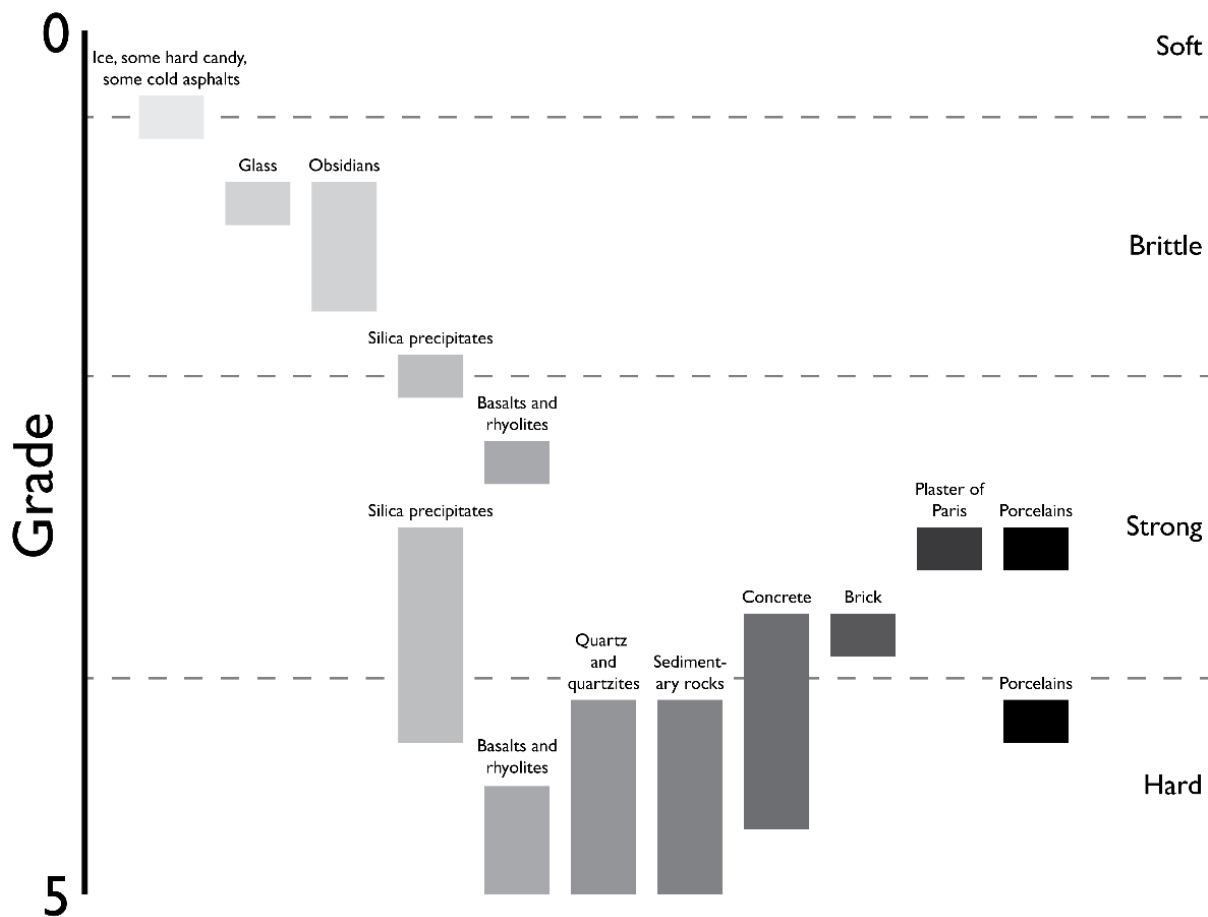 0
Soft
Ice, some hard candy,
some cold asphalts
Glass
Obsidians
Brittle
Silica precipitates
Basalts and
rhyolites
Grade
Silica precipitates
Plaster of
Paris
Porcelains
Strong
Concrete
Brick
Quartz
and
quartzites
Sediment-
ary rocks
Porcelains
Basalts and
rhyolites
Hard
5